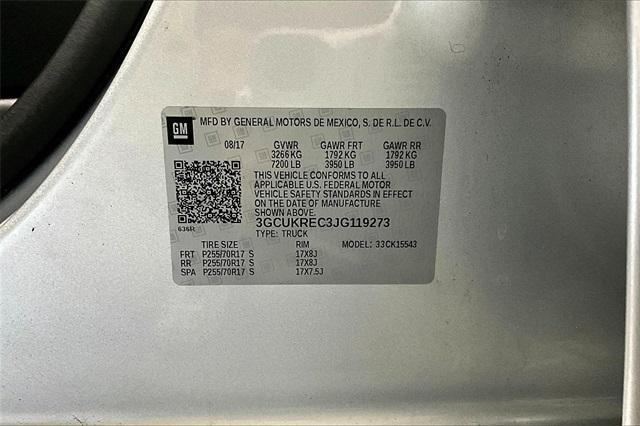 GM MFD BY GENERAL MOTORS DE MEXICO, S. DE R.L. DE C.V.
08/17 GVWR GAWR FRT GAWR RR
3266 KG 1792 KG 1792 KG
7200 LB 3950 LB 3950 LB
THIS VEHICLE CONFORMS TO ALL
APPLICABLE U.S. FEDERAL MOTOR
VEHICLE SAFETY STANDARDS IN EFFECT
ON THE DATE OF MANUFACTURE
SHOWN ABOVE.
636R 3GCUKREC3JG119273
TYPE: TRUCK
TIRE SIZE RIM MODEL: 33CK15543
FRT P255/70R17 S 17X8J
RR P255/70R17 S 17X8J
SPA P255/70R17 S 17X7.5J